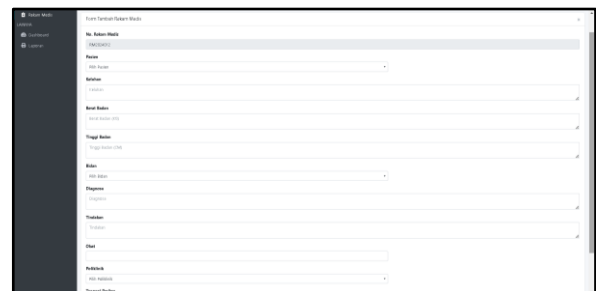 Rekam Medis
Form Tambah Rekam Medis
x
Dashboard
Laporan
No. Rekam Medis
Pasien
Pilih Pasien
Keluhan
Keluhan
Berat Badan
Berat Badan (KG)
Tinggi Badan
Tinggi Badan (CM)
Bidan
Pilih Bidan
Diagnosa
Diagnosa
Tindakan
Tindakan
Obat
Poliklinik
Pilih Poliklinik